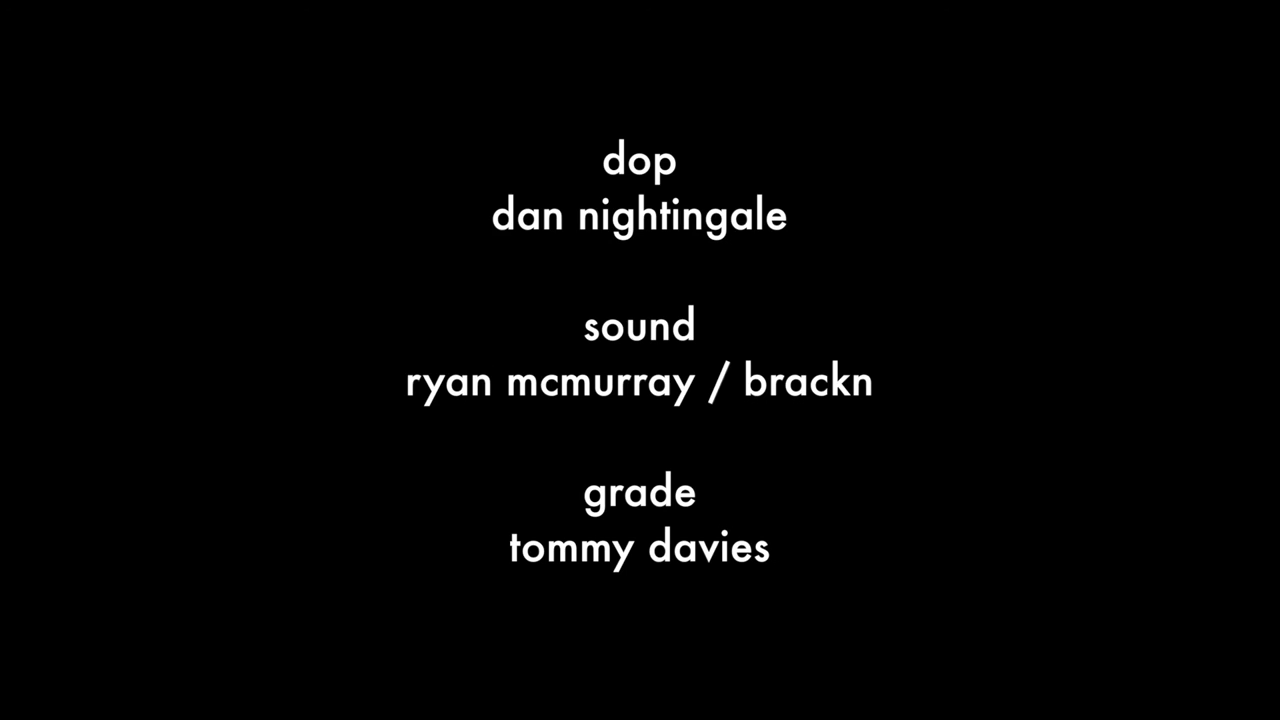 dop
dan nightingale
sound
ryan mcmurray / brackn
grade
tommy davies